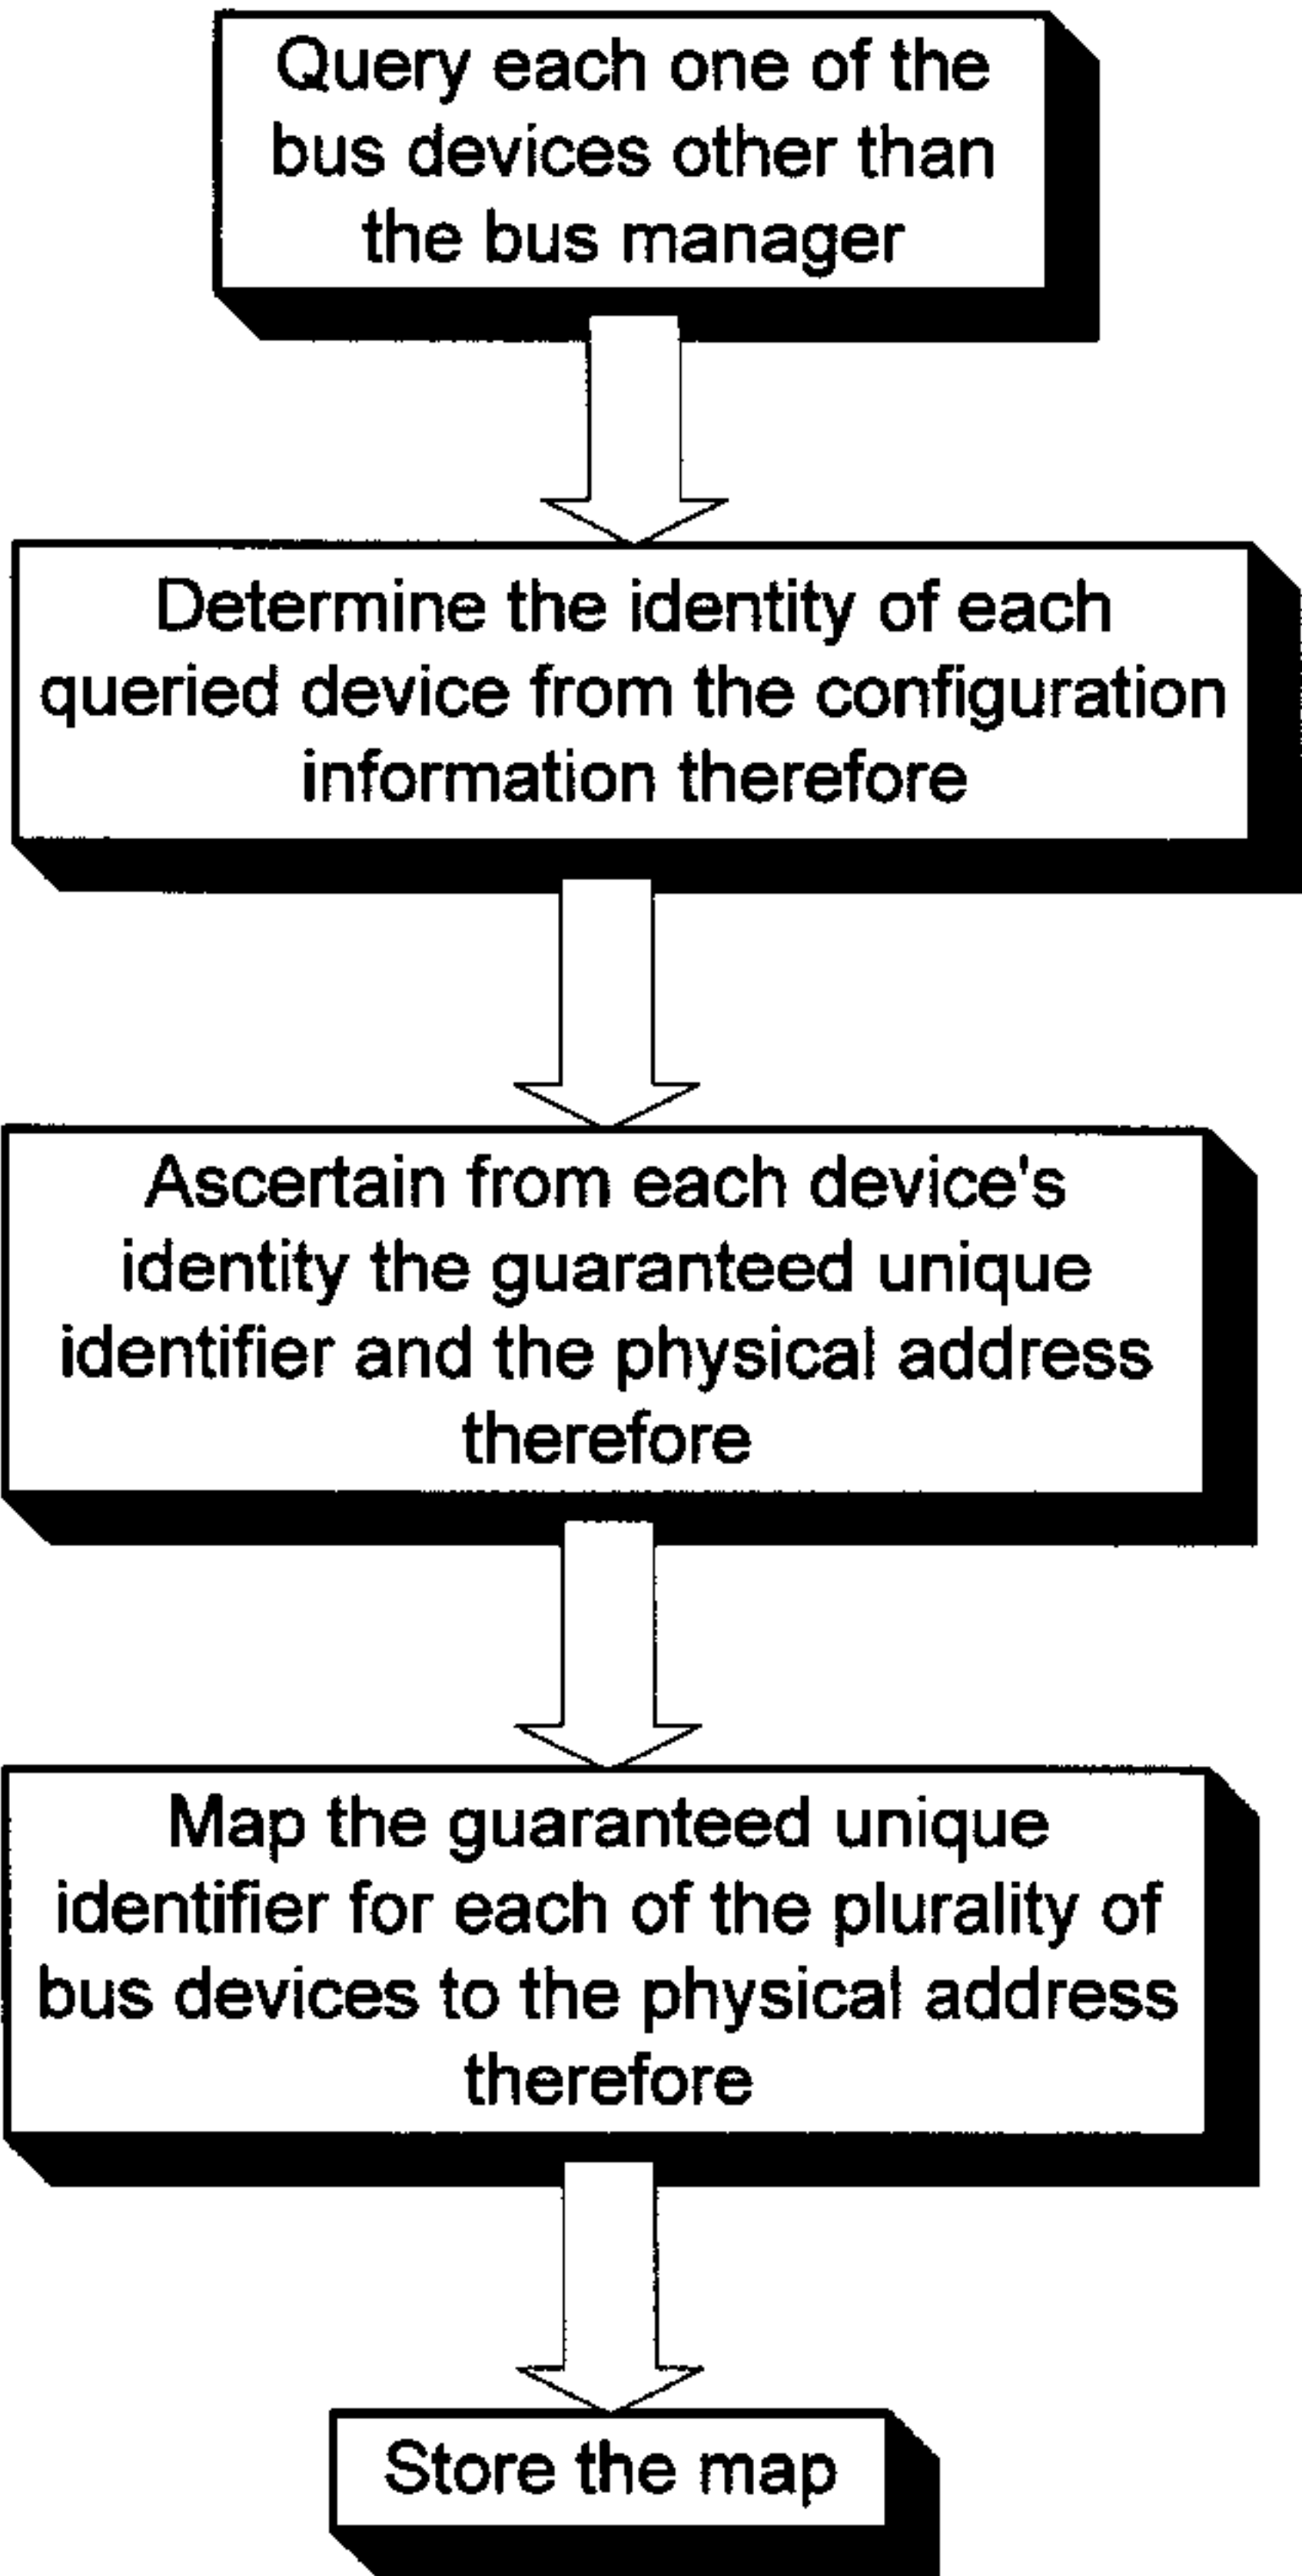 Query each one of the
bus devices other than
the bus manager
Determine the identity of each
queried device from the configuration
information therefore
Ascertain from each device's
identity the guaranteed unique
identifier and the physical address
therefore
Map the guaranteed unique
identifier for each of the plurality of
bus devices to the physical address
therefore
Store the map